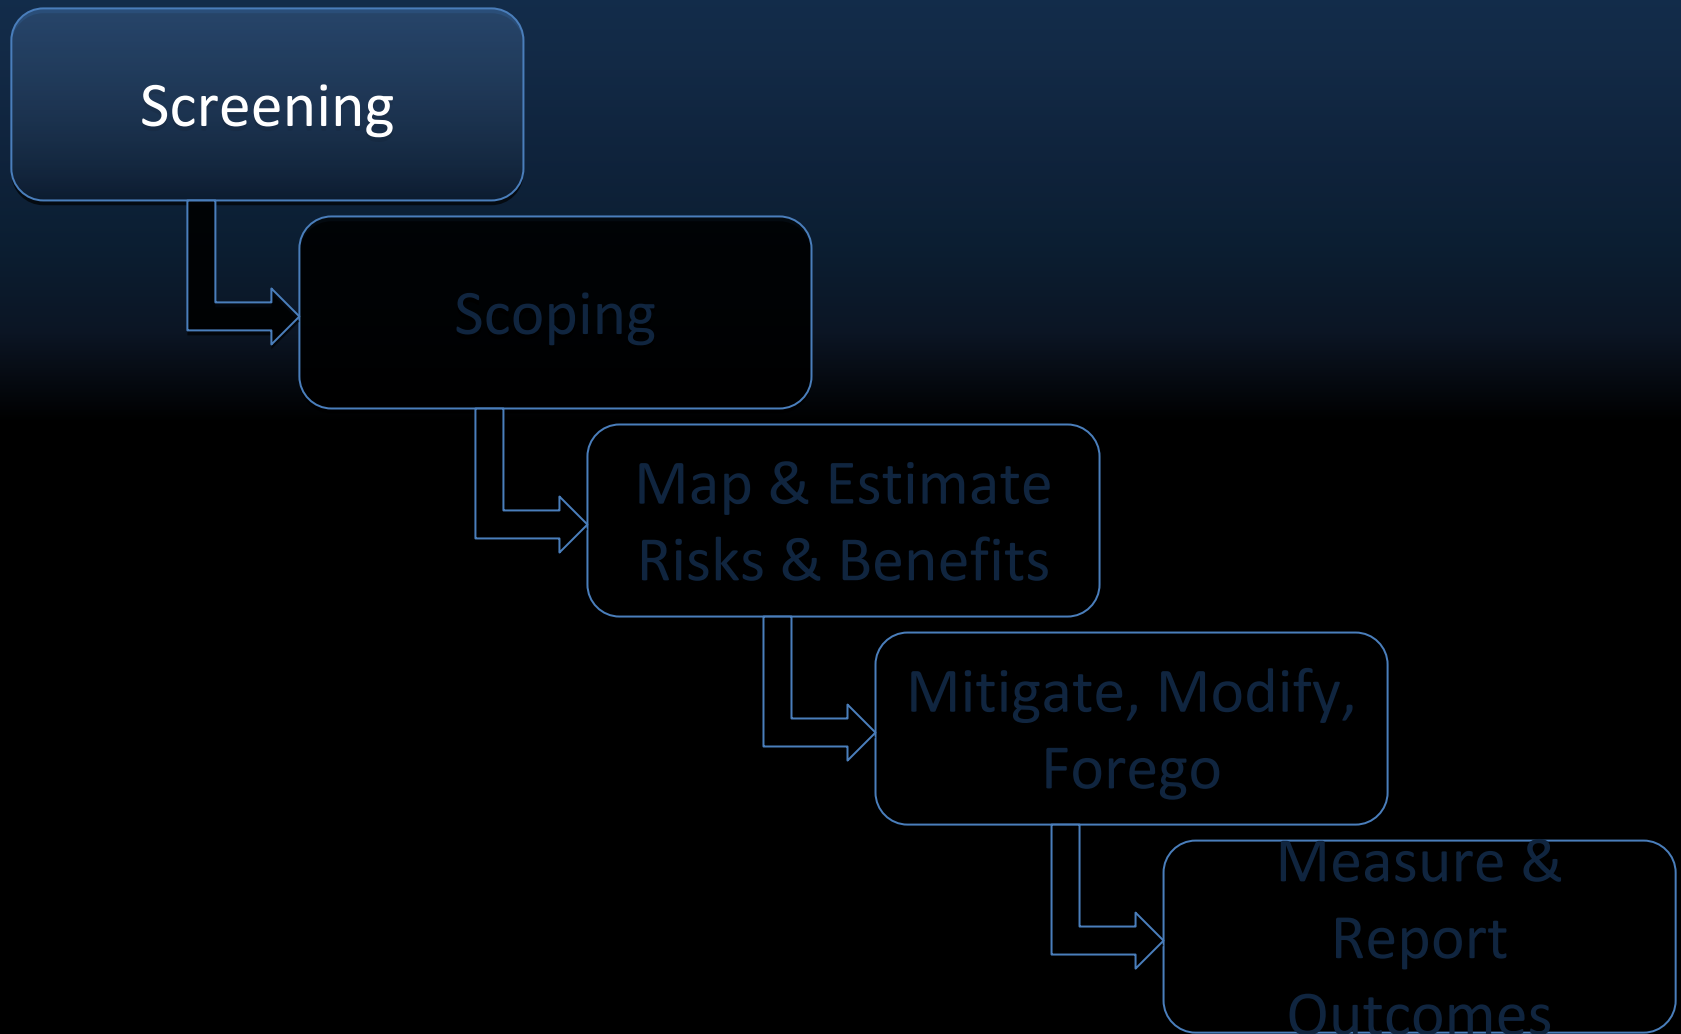 Screening
Scoping
Map & Estimate
Risks & Benefits
Mitigate, Modify,
Forego
Measure &
Report
Outcomes